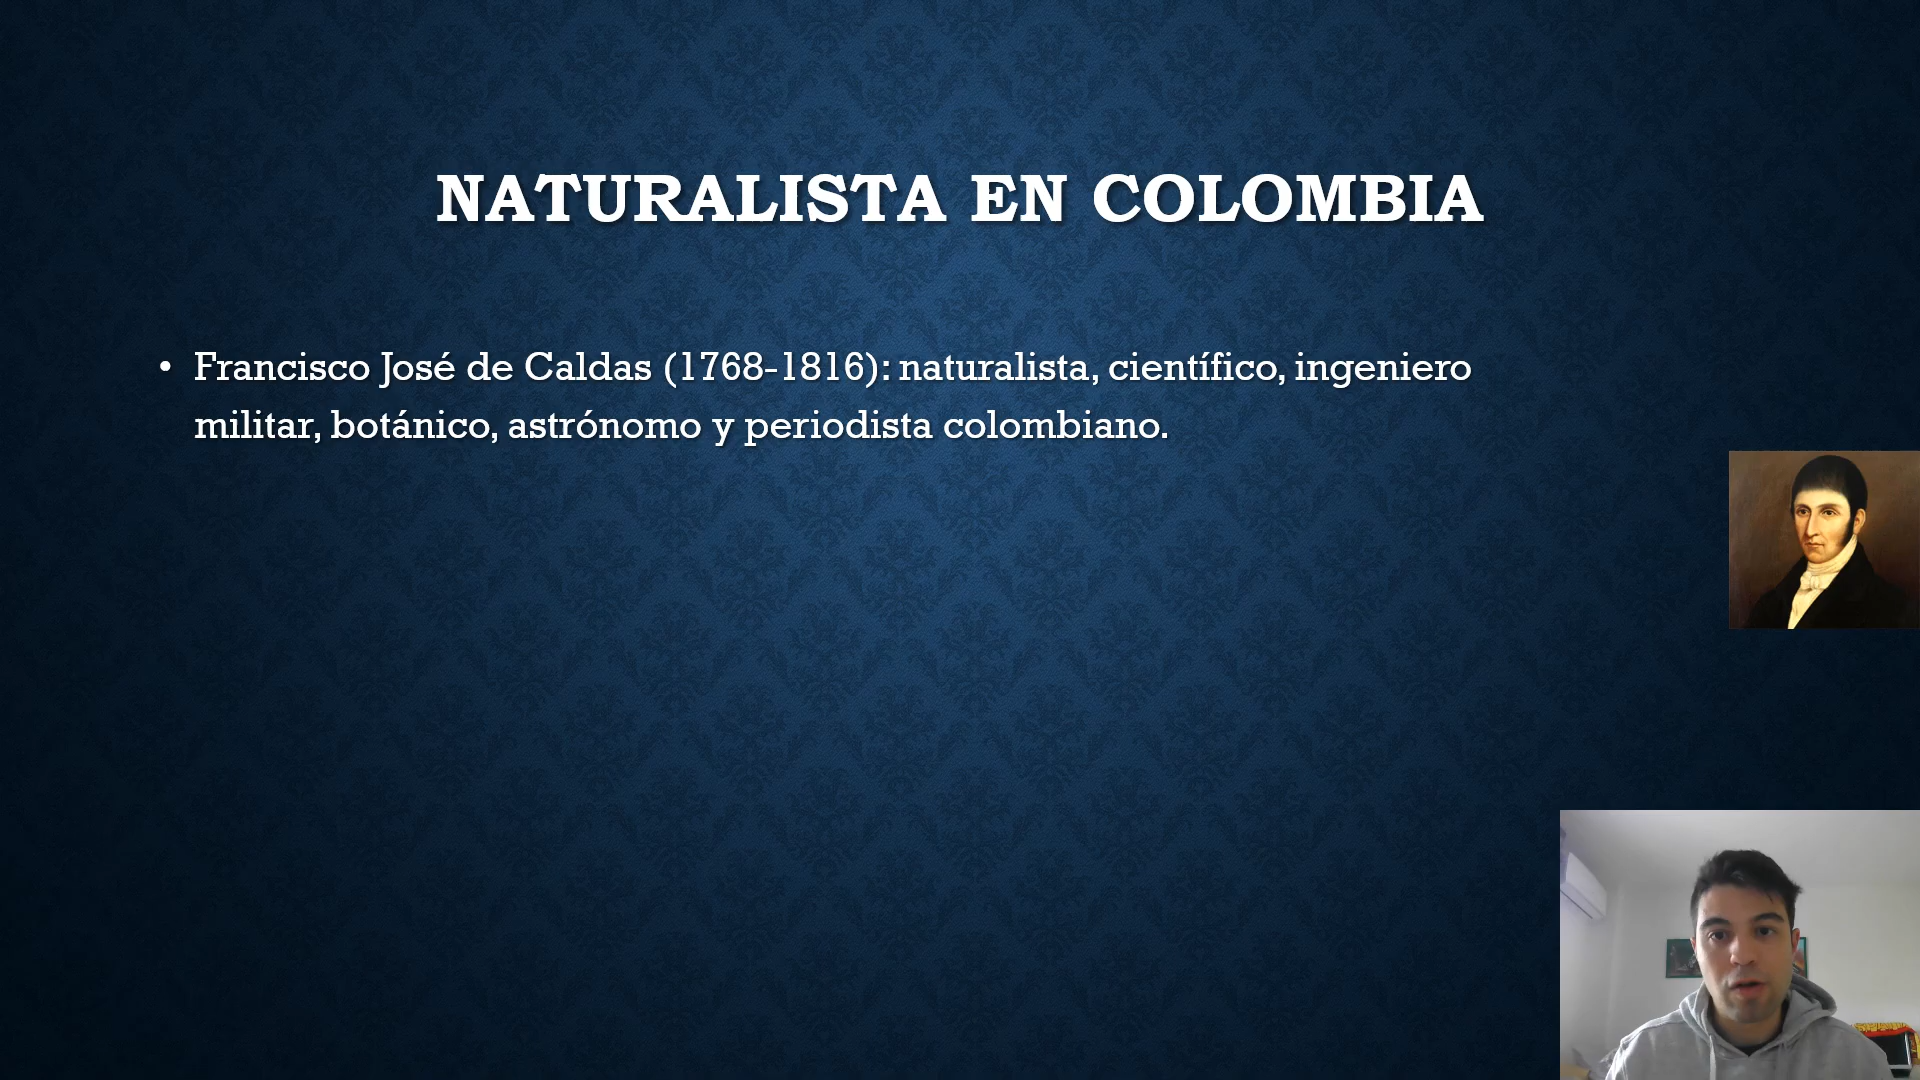 NATURALISTA EN COLOMBIA
• Francisco José de Caldas (1768-1816): naturalista, científico, ingeniero
militar, botánico, astrónomo y periodista colombiano.